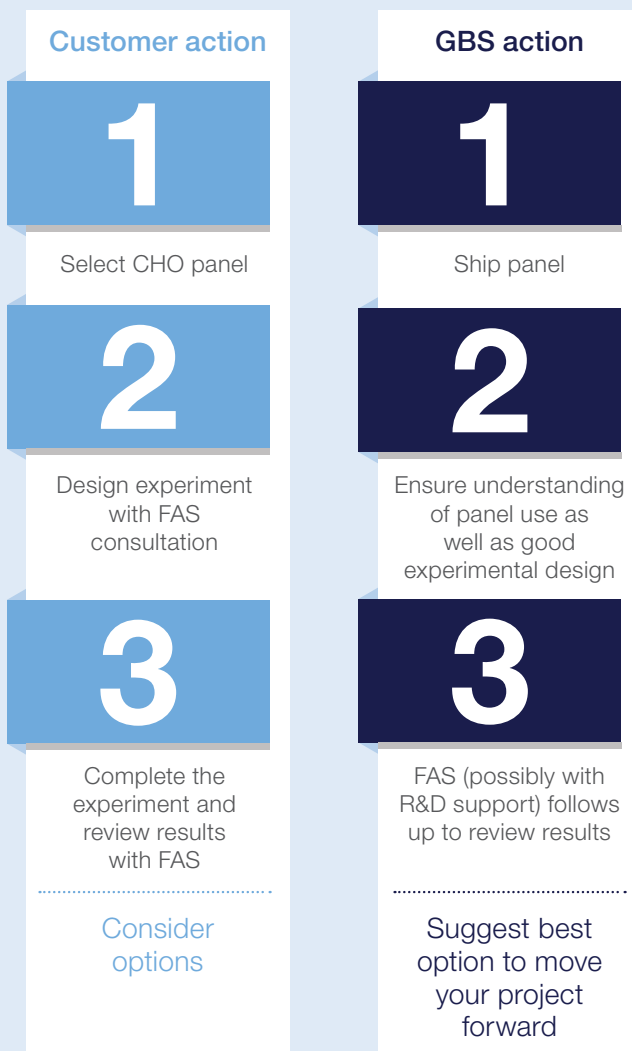 Customer action
1
Select CHO panel
2
Design experiment
with FAS
consultation
3
Complete the
experiment and
review results
with FAS
Consider
options
GBS action
1
Ship panel
2
Ensure understanding
of panel use as
well as good
experimental design
3
FAS (possibly with
R&D support) follows
up to review results
Suggest best
option to move
your project
forward